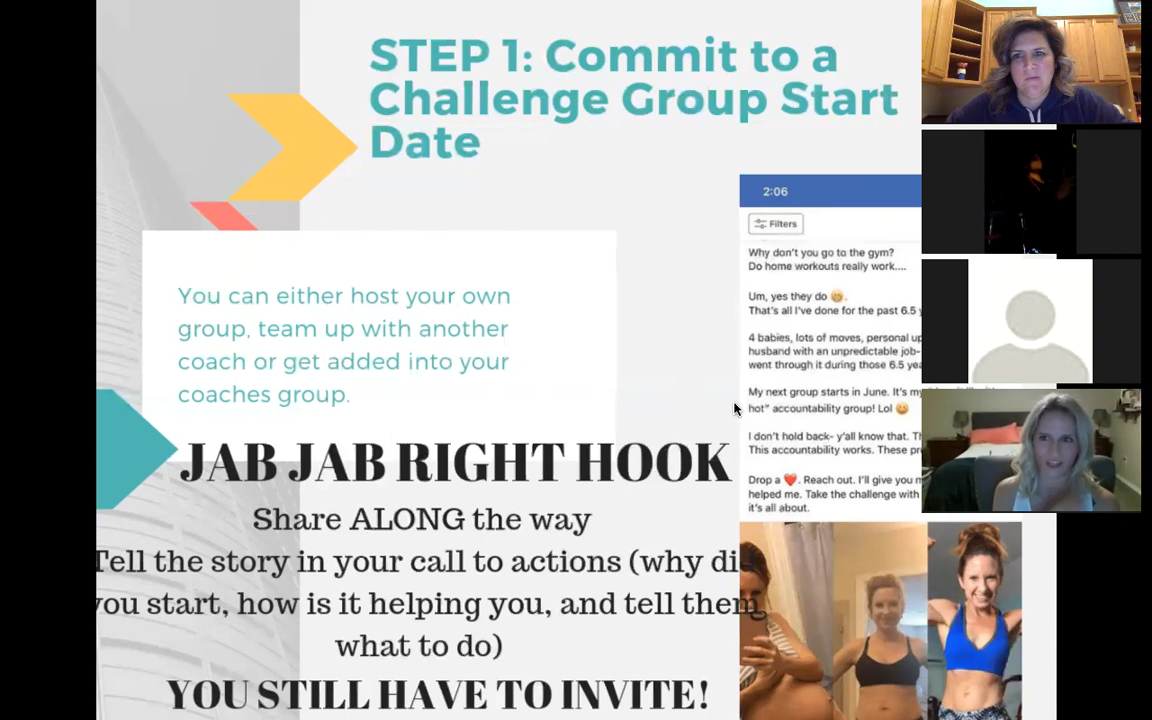 STEP 1: Commit to a
Challenge Group Start
Date
You can either host your own
group, team up with another
coach or get added into your
coaches group.
JAB JAB RIGHT HOOK
Share ALONG the way
Tell the story in your call to actions (why did
you start, how is it helping you, and tell them
what to do)
YOU STILL HAVE TO INVITE!
2:06
Filters
Why don't you go to the gym?
Do home workouts really work....
Um, yes they do 😁.
That's all I've done for the past 6.5
4 babies, lots of moves, personal up
husband with an unpredictable job-
went through it during those 6.5
My next group starts in June. It's my
hot" accountability group! Lol 😄
I don't hold back- y'all know that.
This accountability works. These
Drop a ❤️. Reach out. I'll give you
helped me. Take the challenge with
it's all about.